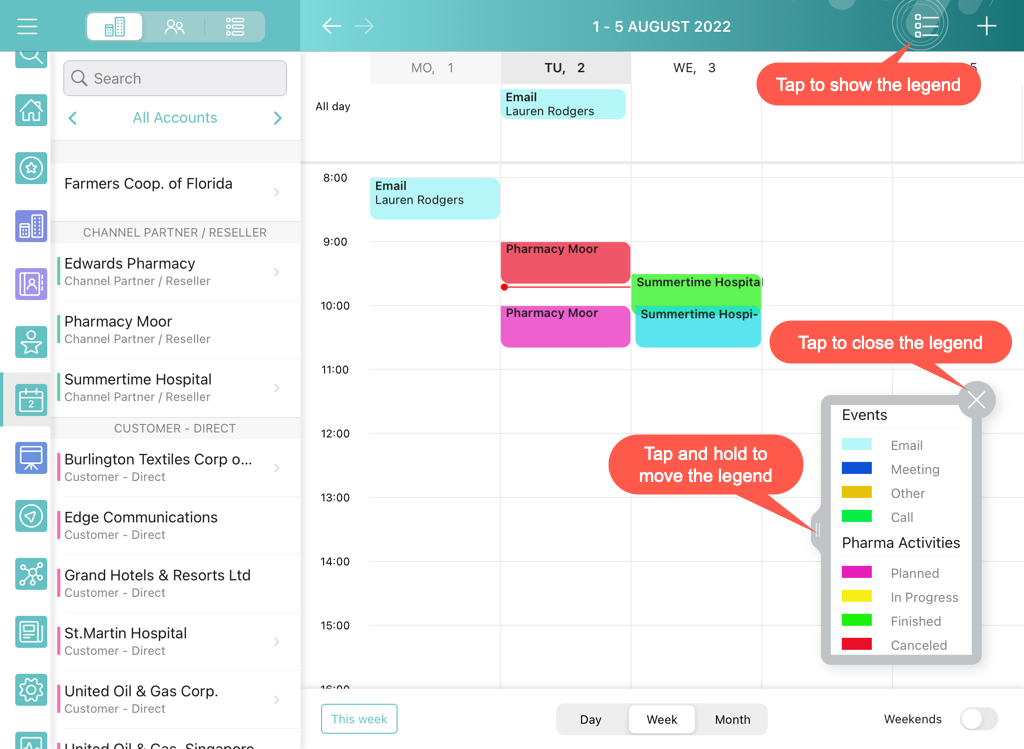 1 - 5 AUGUST 2022
Tap to show the legend
Search
All Accounts
Farmers Coop. of Florida
CHANNEL PARTNER / RESELLER
Edwards Pharmacy
Channel Partner / Reseller
Pharmacy Moor
Channel Partner / Reseller
Summertime Hospital
Channel Partner / Reseller
CUSTOMER - DIRECT
Burlington Textiles Corp o...
Customer - Direct
Edge Communications
Customer - Direct
Grand Hotels & Resorts Ltd
Customer - Direct
St.Martin Hospital
Customer - Direct
United Oil & Gas Corp.
Customer - Direct
United Oil & Gas, Singapore
2
MO, 1
TU, 2
WE, 3
5
All day
Email
Lauren Rodgers
8:00
Email
Lauren Rodgers
9:00
Pharmacy Moor
Summertime Hospital
10:00
Pharmacy Moor
Summertime Hospi-
11:00
12:00
13:00
14:00
15:00
16:00
Tap to close the legend
Tap and hold to
move the legend
Events
Email
Meeting
Other
Call
Pharma Activities
Planned
In Progress
Finished
Canceled
This week
Day
Week
Month
Weekends